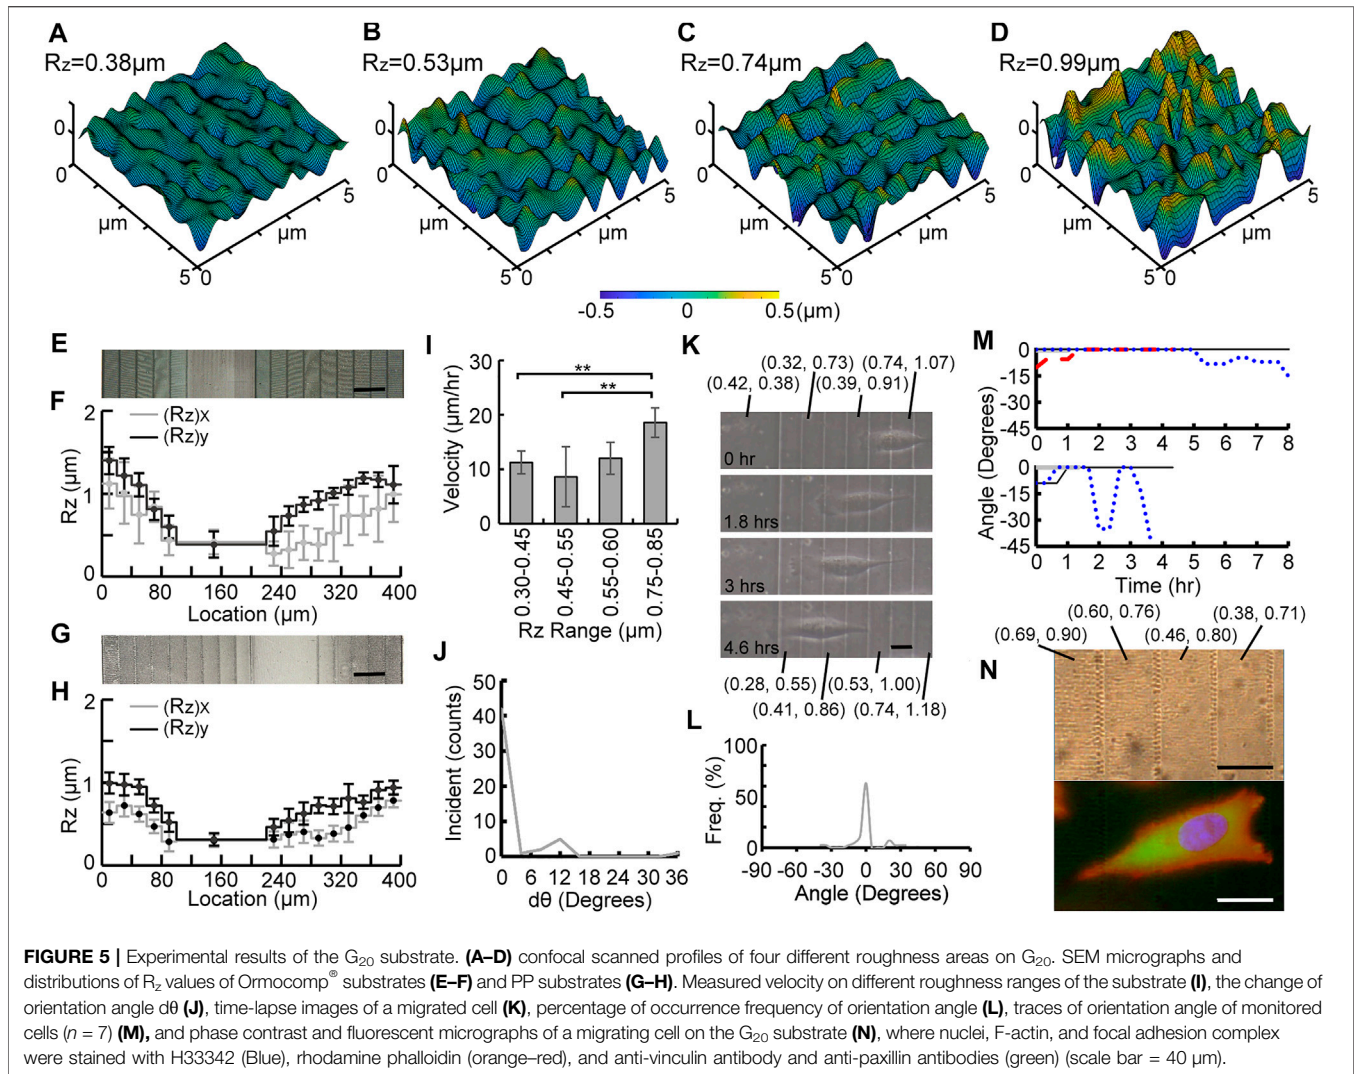 A
Rz=0.38µm
0
0
µm
5
0
µm
5
B
Rz=0.53µm
0
0
µm
5
0
µm
5
C
Rz=0.74µm
0
0
µm
5
0
µm
5
D
Rz=0.99µm
0
0
µm
5
0
µm
5
-0.5 0 0.5(µm)
E
F
(Rz)x
(Rz)y
Rz (µm)
2
1
0
0 80 160 240 320 400
Location (µm)
G
H
(Rz)x
(Rz)y
Rz (µm)
2
1
0
0 80 160 240 320 400
Location (µm)
I
Velocity (µm/hr)
30
20
10
0
**
**
0.30-0.45
0.45-0.55
0.55-0.60
0.75-0.85
Rz Range (µm)
J
Incident (counts)
50
40
30
20
10
0
0 6 12 18 24 30 36
dθ (Degrees)
K
(0.32, 0.73) (0.74, 1.07)
(0.42, 0.38) (0.39, 0.91)
0 hr
1.8 hrs
3 hrs
4.6 hrs
(0.28, 0.55) (0.53, 1.00)
(0.41, 0.86) (0.74, 1.18)
L
Freq. (%)
100
50
0
-90 -60 -30 0 30 60 90
Angle (Degrees)
M
Angle (Degrees)
0
-15
-30
-45
0 1 2 3 4 5 6 7 8
0
-15
-30
-45
0 1 2 3 4 5 6 7 8
Time (hr)
N
(0.60, 0.76) (0.38, 0.71)
(0.69, 0.90) (0.46, 0.80)
FIGURE 5 | Experimental results of the G20 substrate. (A–D) confocal scanned profiles of four different roughness areas on G20. SEM micrographs and
distributions of Rz values of Ormocomp® substrates (E–F) and PP substrates (G–H). Measured velocity on different roughness ranges of the substrate (I), the change of
orientation angle dθ (J), time-lapse images of a migrated cell (K), percentage of occurrence frequency of orientation angle (L), traces of orientation angle of monitored
cells (n = 7) (M), and phase contrast and fluorescent micrographs of a migrating cell on the G20 substrate (N), where nuclei, F-actin, and focal adhesion complex
were stained with H33342 (Blue), rhodamine phalloidin (orange–red), and anti-vinculin antibody and anti-paxillin antibodies (green) (scale bar = 40 µm).